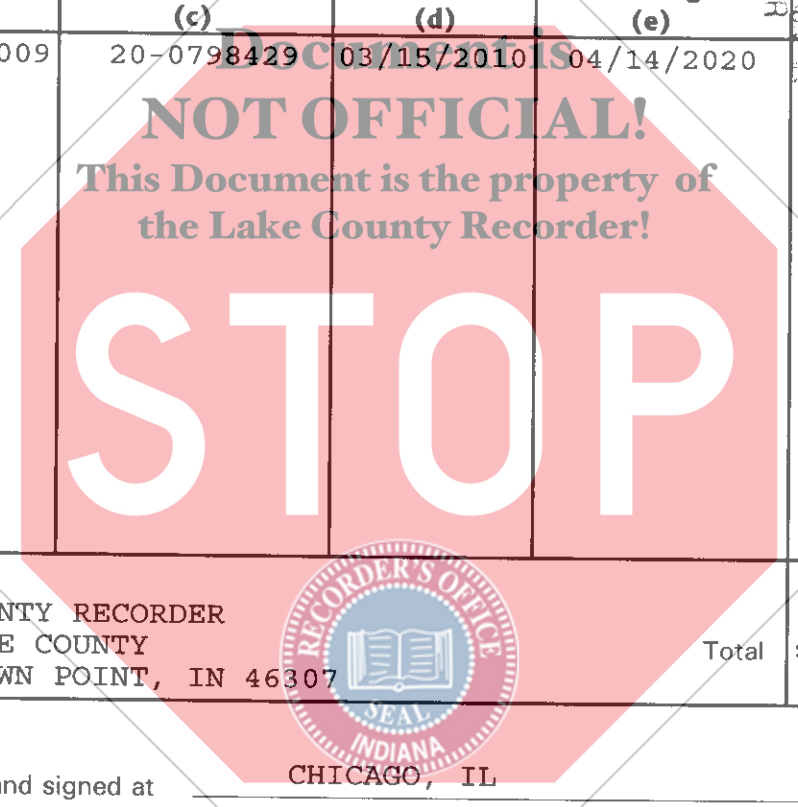 (c) (d) (e)
009 20-0798429 03/15/2010 04/14/2020
Document is
NOT OFFICIAL!
This Document is the property of
the Lake County Recorder!
STOP
NTY RECORDER
E COUNTY
WN POINT, IN 46307
Total
RECORDER'S OFFICE
SEAL
INDIANA
nd signed at CHICAGO, IL